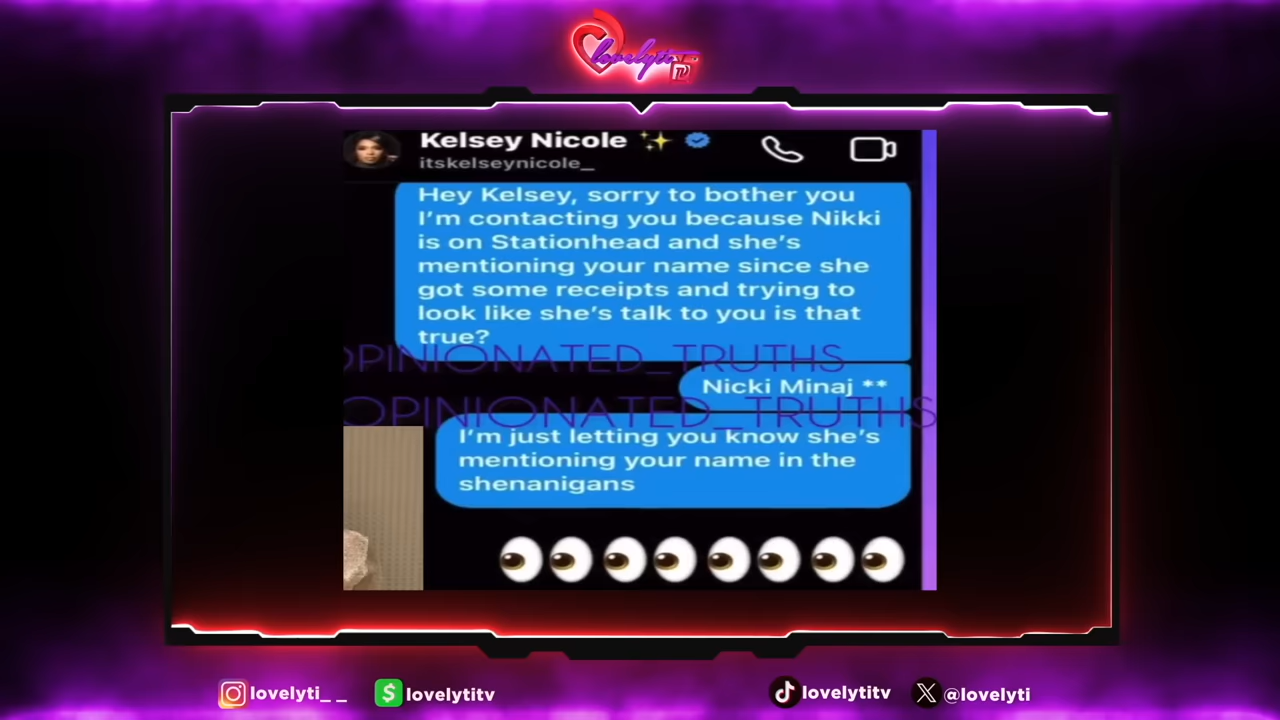 lovelyti
TV
Kelsey Nicole ✨
itskelseynicole_
Hey Kelsey, sorry to bother you
I'm contacting you because Nikki
is on Stationhead and she's
mentioning your name since she
got some receipts and trying to
look like she's talk to you is that
true?
OPINIONATED_TRUTHS
Nicki Minaj **
OPINIONATED_TRUTHS
I'm just letting you know she's
mentioning your name in the
shenanigans
👀👀👀👀
lovelyti_ _
lovelytitv
lovelytitv
@lovelyti